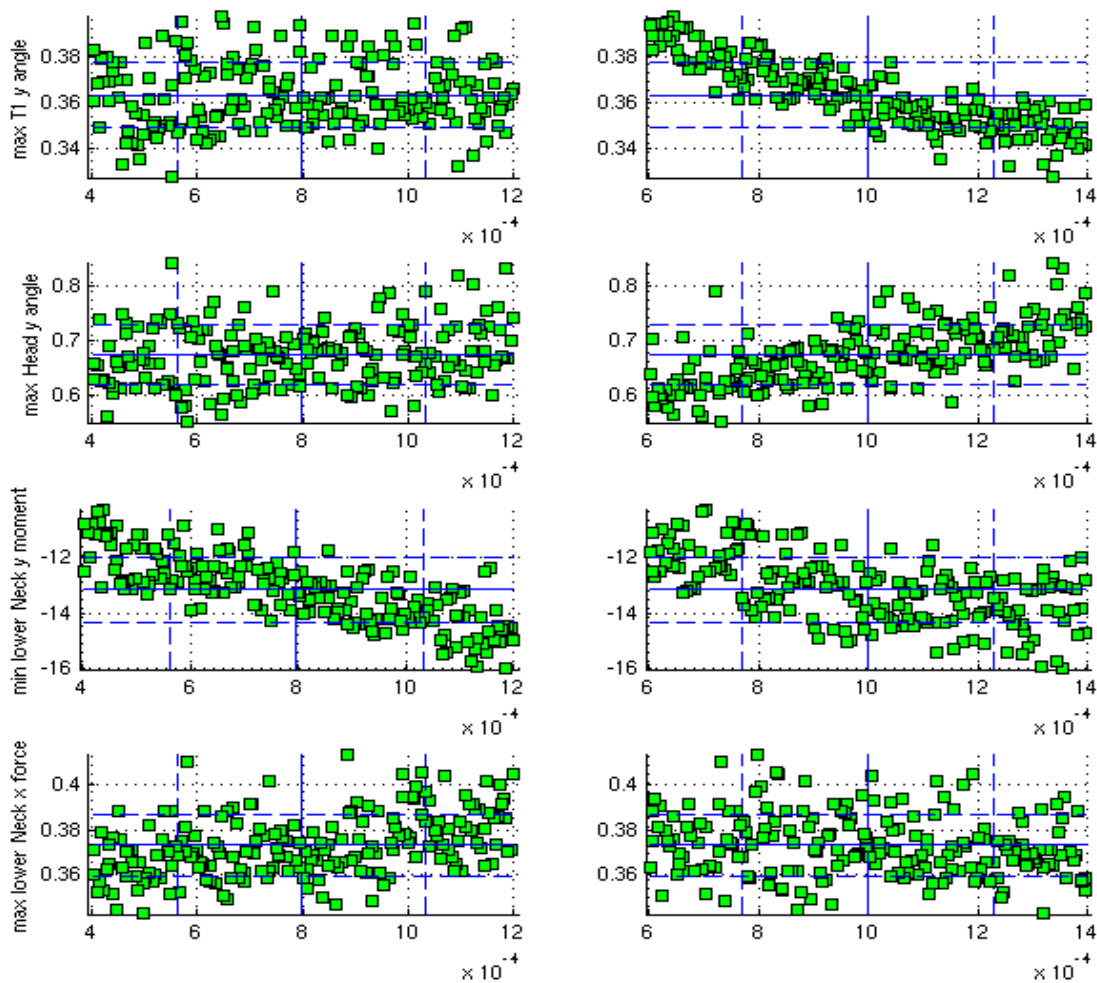 max T1 y angle
0.38
0.36
0.34
4 6 8 10 12
x 10-4
0.38
0.36
0.34
6 8 10 12 14
x 10-4
max Head y angle
0.8
0.7
0.6
4 6 8 10 12
x 10-4
0.8
0.7
0.6
6 8 10 12 14
x 10-4
min lower Neck y moment
-12
-14
-16
4 6 8 10 12
x 10-4
-12
-14
-16
6 8 10 12 14
x 10-4
max lower Neck x force
0.4
0.38
0.36
4 6 8 10 12
x 10-4
0.4
0.38
0.36
6 8 10 12 14
x 10-4